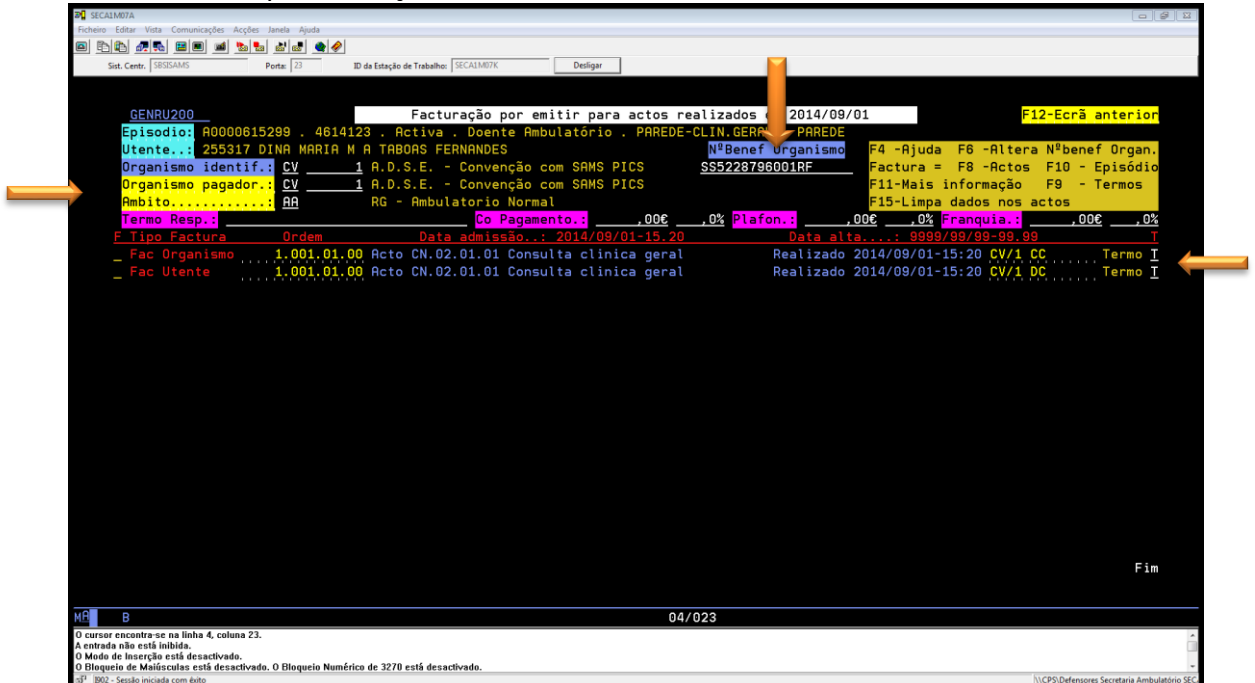 SECA1M07A
Ficheiro Editar Vista Comunicações Acções Janela Ajuda
Sist. Centr. SBSISAMS Porta: 23 ID da Estação de Trabalho: SECA1M07K Desligar
GENRU200 Facturação por emitir para actos realizados 2014/09/01 F12-Ecrã anterior
Episodio: A0000615299 . 4614123 . Activa . Doente Ambulatório . PAREDE-CLIN.GERA PAREDE
Utente..: 255317 DINA MARIA M A TABOAS FERNANDES NºBenef Organismo F4 -Ajuda F6 -Altera Nºbenef Organ.
Organismo identif.: CV 1 A.D.S.E. - Convenção com SAMS PICS SS5228796001RF Factura = F8 -Actos F10 - Episódio
Organismo pagador.: CV 1 A.D.S.E. - Convenção com SAMS PICS F11-Mais informação F9 - Termos
Ambito............: AA RG - Ambulatorio Normal F15-Limpa dados nos actos
Termo Resp.: Co Pagamento.: ,00€ ,0% Plafon.: ,00€ ,0% Franquia.: ,00€ ,0%
F Tipo Factura Ordem Data admissão..: 2014/09/01-15.20 Data alta....: 9999/99/99-99.99 T
_ Fac Organismo 1.001.01.00 Acto CN.02.01.01 Consulta clinica geral Realizado 2014/09/01-15:20 CV/1 CC Termo T
_ Fac Utente 1.001.01.00 Acto CN.02.01.01 Consulta clinica geral Realizado 2014/09/01-15:20 CV/1 DC Termo T
Fim
MA B 04/023
O cursor encontra-se na linha 4, coluna 23.
A entrada não está inibida.
O Modo de Inserção está desactivado.
O Bloqueio de Maiúsculas está desactivado. O Bloqueio Numérico de 3270 está desactivado.
I902 - Sessão iniciada com êxito \\CPS\Defensores Secretaria Ambulatório SEC